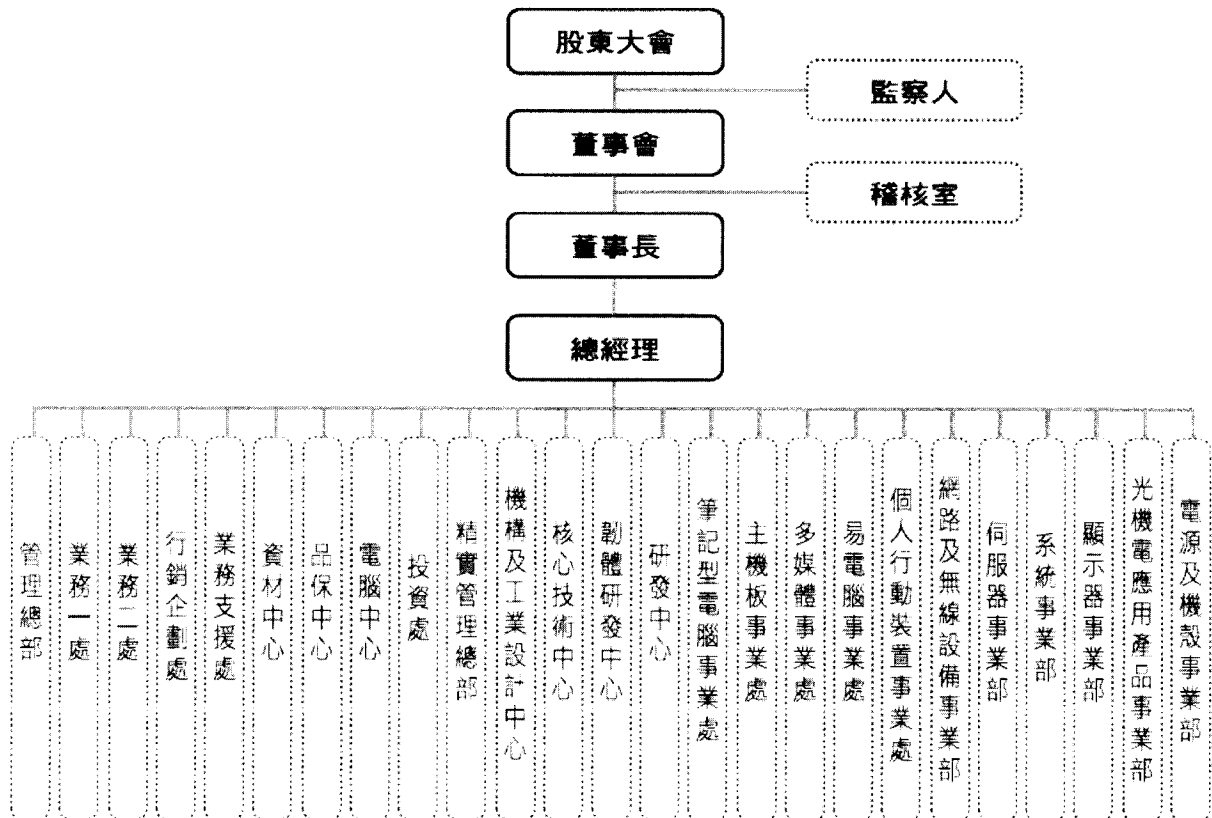 股東大會
監察人
董事會
稽核室
董事長
總經理
管理總部
業務一處
業務二處
行銷企劃處
業務支援處
資材中心
品保中心
電腦中心
投資處
精實管理總部
機構及工業設計中心
核心技術中心
韌體研發中心
研發中心
筆記型電腦事業處
主機板事業處
多媒體事業處
易電腦事業處
個人行動裝置事業處
網路及無線設備事業部
伺服器事業部
系統事業部
顯示器事業部
光機電應用產品事業部
電源及機殼事業部